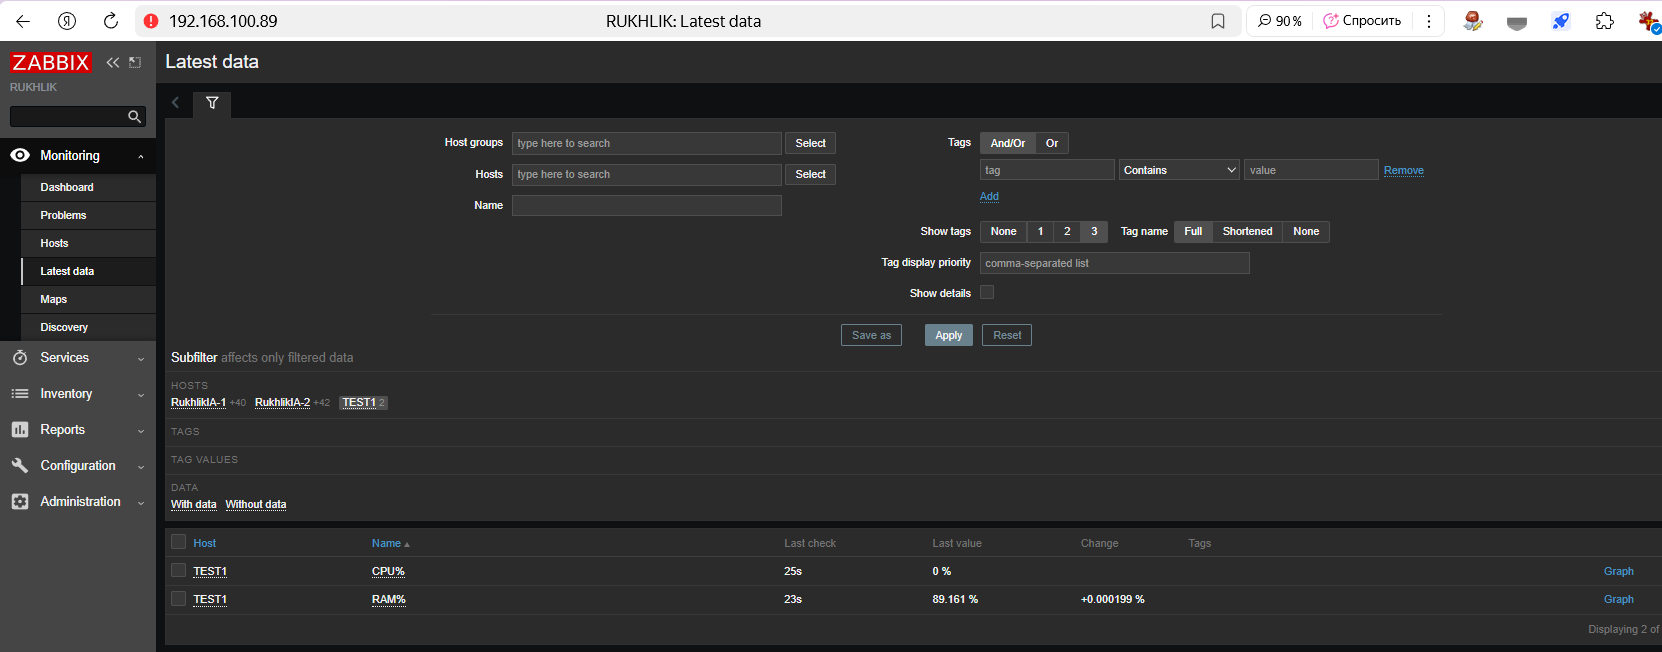 192.168.100.89 RUKHLIK: Latest data 90% Спросить
ZABBIX
RUKHLIK
Monitoring
Dashboard
Problems
Hosts
Latest data
Maps
Discovery
Services
Inventory
Reports
Configuration
Administration
Latest data
Host groups type here to search Select
Hosts type here to search Select
Name
Tags And/Or Or
tag Contains value Remove
Add
Show tags None 1 2 3 Tag name Full Shortened None
Tag display priority comma-separated list
Show details
Save as Apply Reset
Subfilter affects only filtered data
HOSTS
RukhlikIA-1 +40 RukhlikIA-2 +42 TEST1 2
TAGS
TAG VALUES
DATA
With data Without data
Host Name Last check Last value Change Tags
TEST1 CPU% 25s 0 % Graph
TEST1 RAM% 23s 89.161 % +0.000199 % Graph
Displaying 2 of